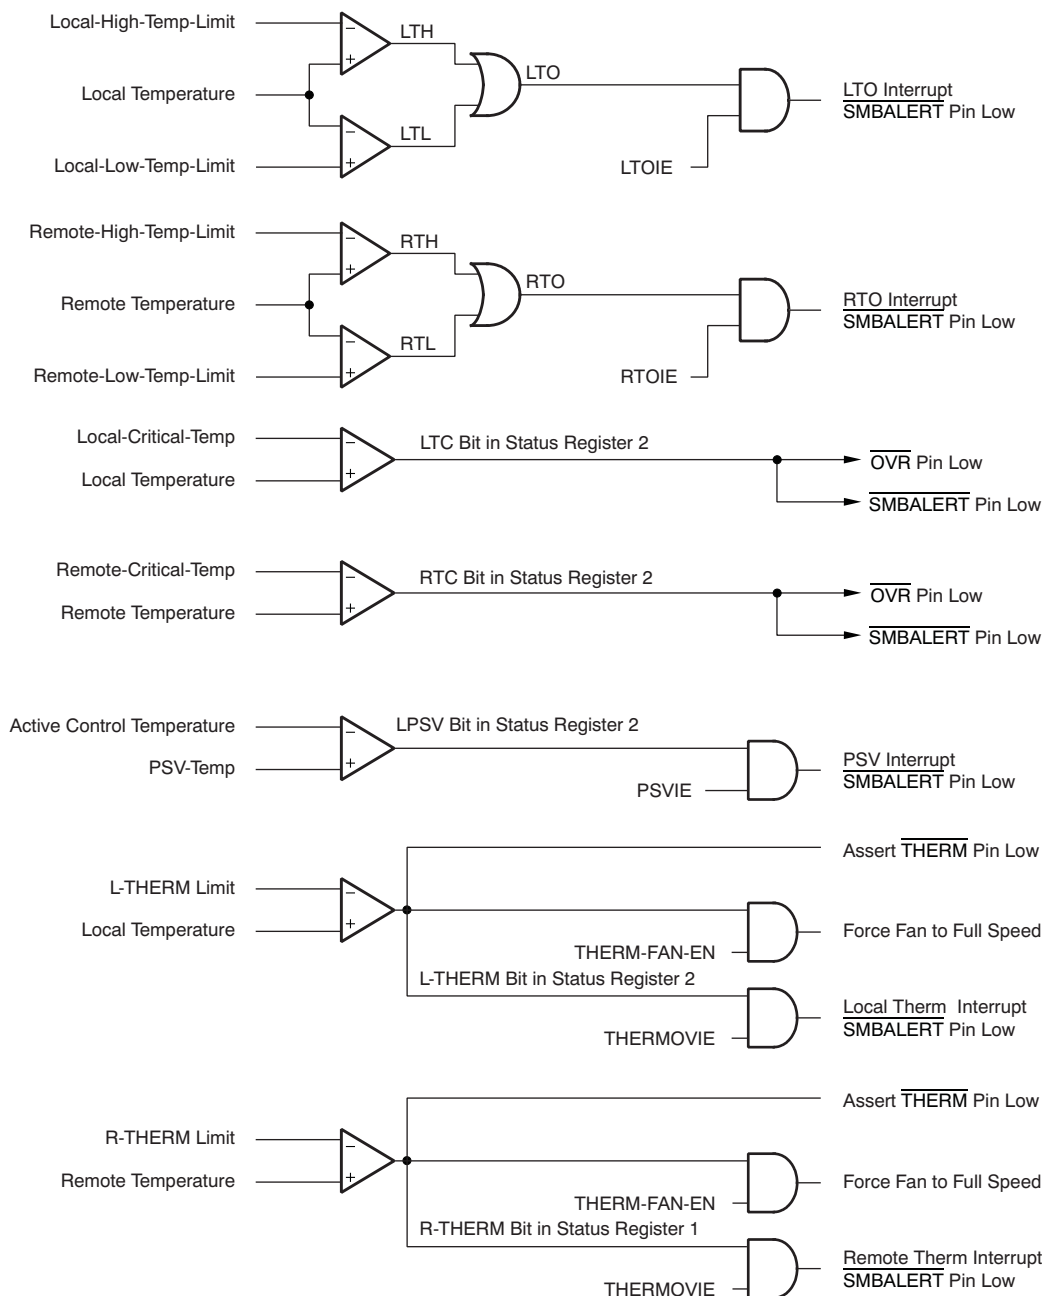 Local-High-Temp-Limit
−
LTH
+
LTO
Local Temperature
LTO Interrupt
SMBALERT Pin Low
−
LTL
+
Local-Low-Temp-Limit
LTOIE
Remote-High-Temp-Limit
−
RTH
+
RTO
Remote Temperature
RTO Interrupt
SMBALERT Pin Low
−
RTL
+
Remote-Low-Temp-Limit
RTOIE
Local-Critical-Temp
−
LTC Bit in Status Register 2
OVR Pin Low
Local Temperature
+
SMBALERT Pin Low
Remote-Critical-Temp
−
RTC Bit in Status Register 2
OVR Pin Low
Remote Temperature
+
SMBALERT Pin Low
Active Control Temperature
−
LPSV Bit in Status Register 2
PSV-Temp
+
PSVIE
PSV Interrupt
SMBALERT Pin Low
Assert THERM Pin Low
L-THERM Limit
−
Local Temperature
+
Force Fan to Full Speed
THERM-FAN-EN
L-THERM Bit in Status Register 2
Local Therm Interrupt
SMBALERT Pin Low
THERMOVIE
Assert THERM Pin Low
R-THERM Limit
−
Remote Temperature
+
Force Fan to Full Speed
THERM-FAN-EN
R-THERM Bit in Status Register 1
Remote Therm Interrupt
SMBALERT Pin Low
THERMOVIE